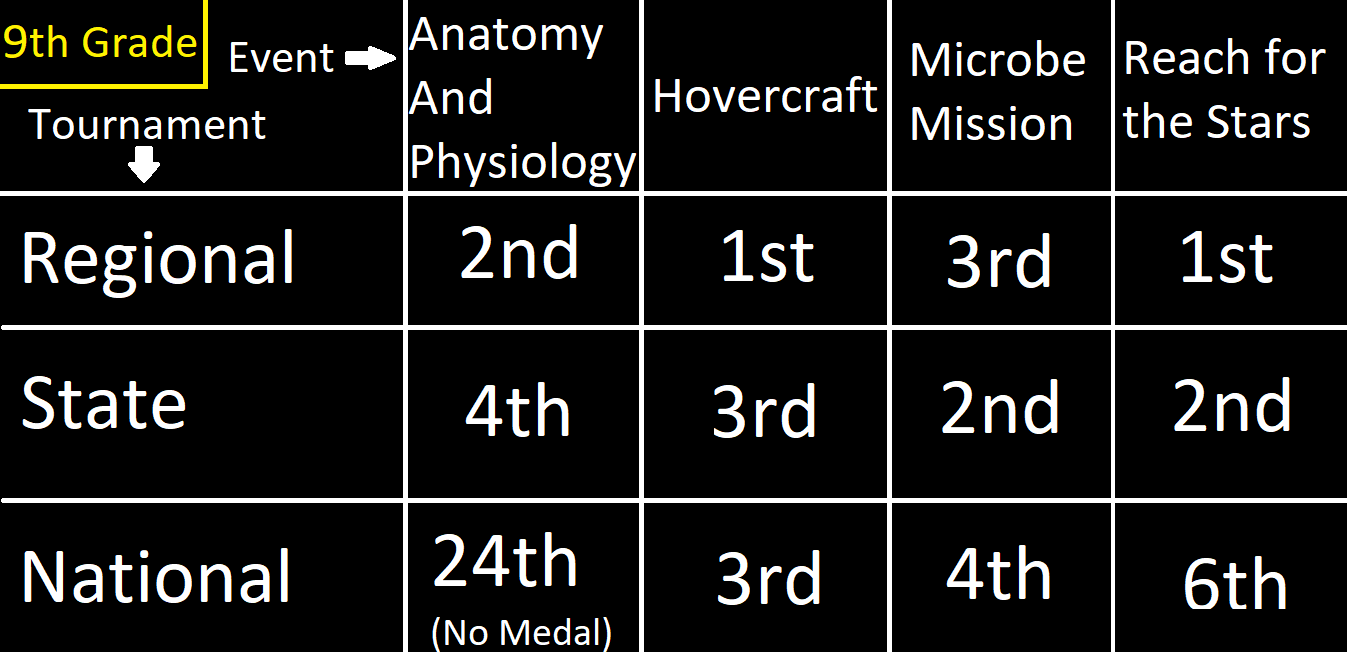 9th Grade
Event
Tournament
Anatomy
And
Physiology
Hovercraft
Microbe
Mission
Reach for
the Stars
Regional 2nd 1st 3rd 1st
State 4th 3rd 2nd 2nd
National 24th 3rd 4th 6th
(No Medal)